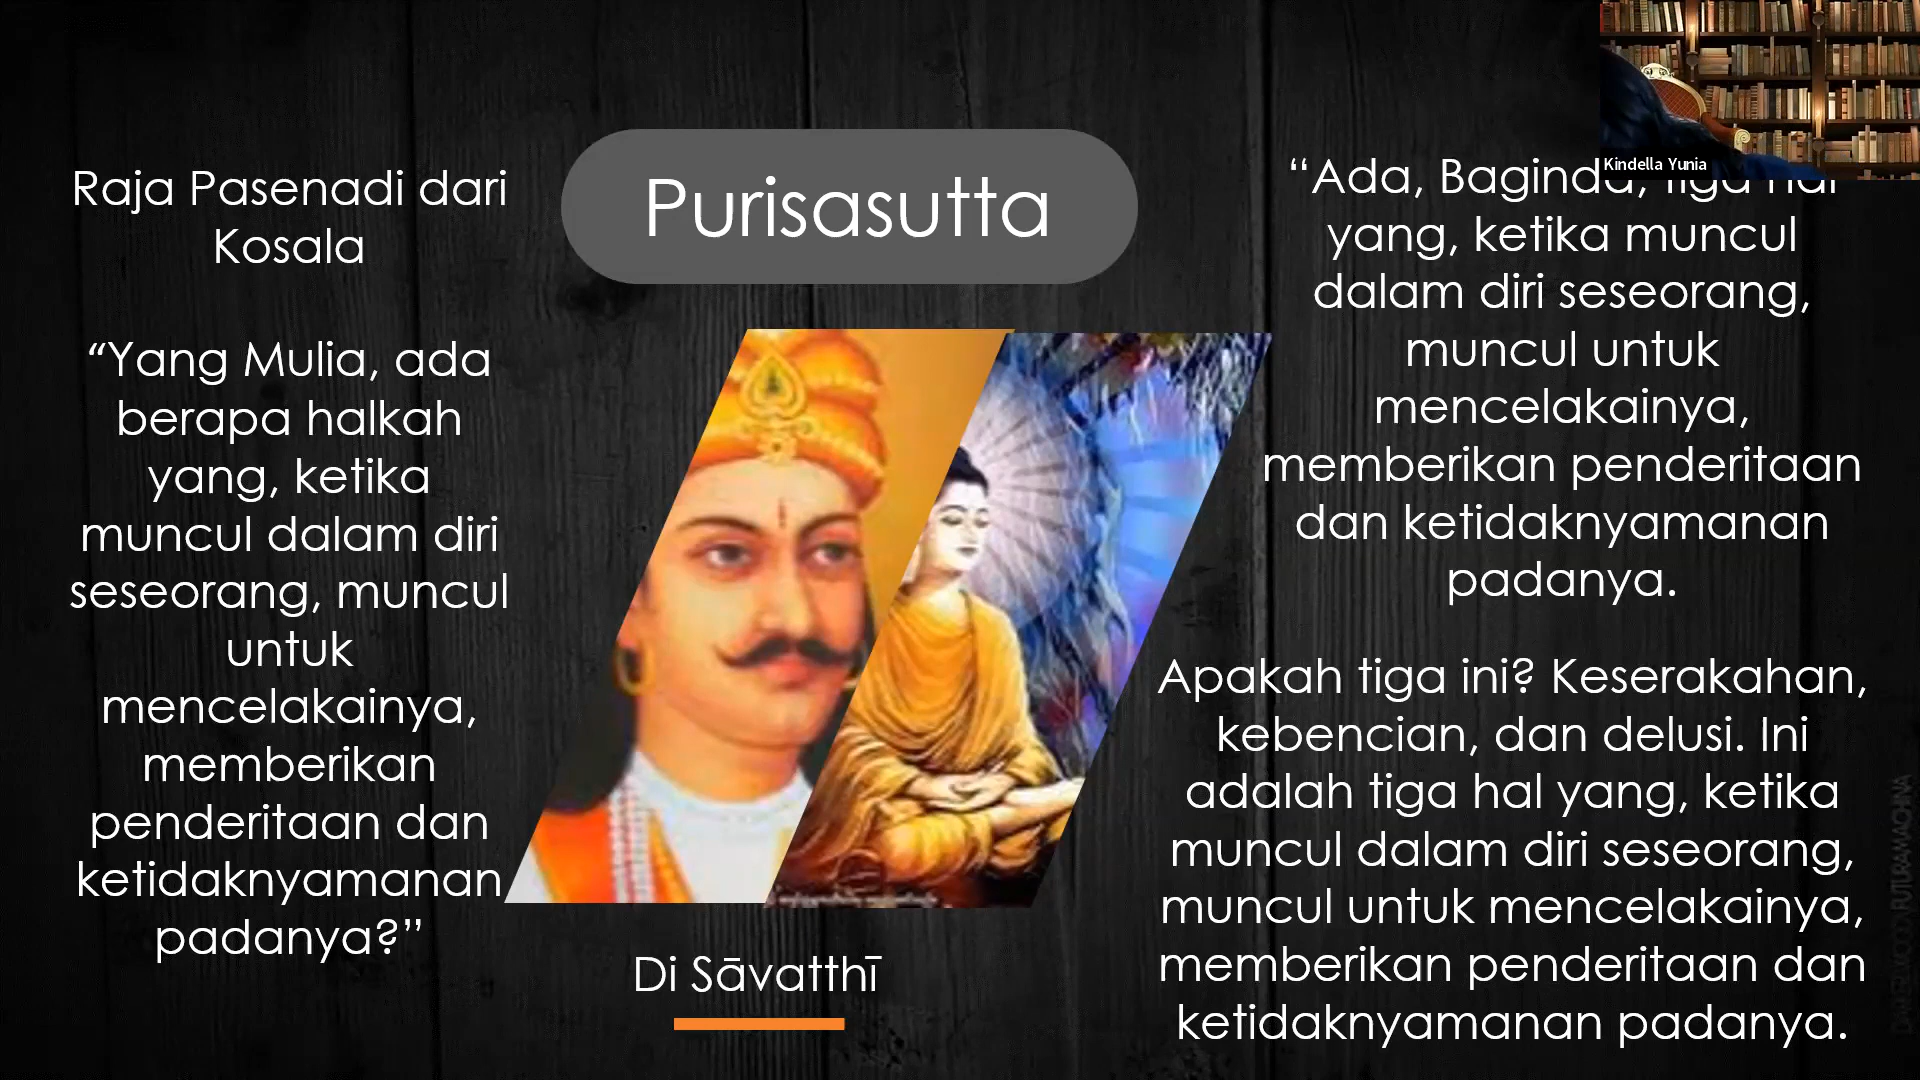 Purisasutta
Raja Pasenadi dari
Kosala
“Yang Mulia, ada
berapa halkah
yang, ketika
muncul dalam diri
seseorang, muncul
untuk
mencelakainya,
memberikan
penderitaan dan
ketidaknyamanan
padanya?”
Di Sāvatthī
Kindella Yunia
“Ada, Baginda, tiga hal
yang, ketika muncul
dalam diri seseorang,
muncul untuk
mencelakainya,
memberikan penderitaan
dan ketidaknyamanan
padanya.
Apakah tiga ini? Keserakahan,
kebencian, dan delusi. Ini
adalah tiga hal yang, ketika
muncul dalam diri seseorang,
muncul untuk mencelakainya,
memberikan penderitaan dan
ketidaknyamanan padanya.